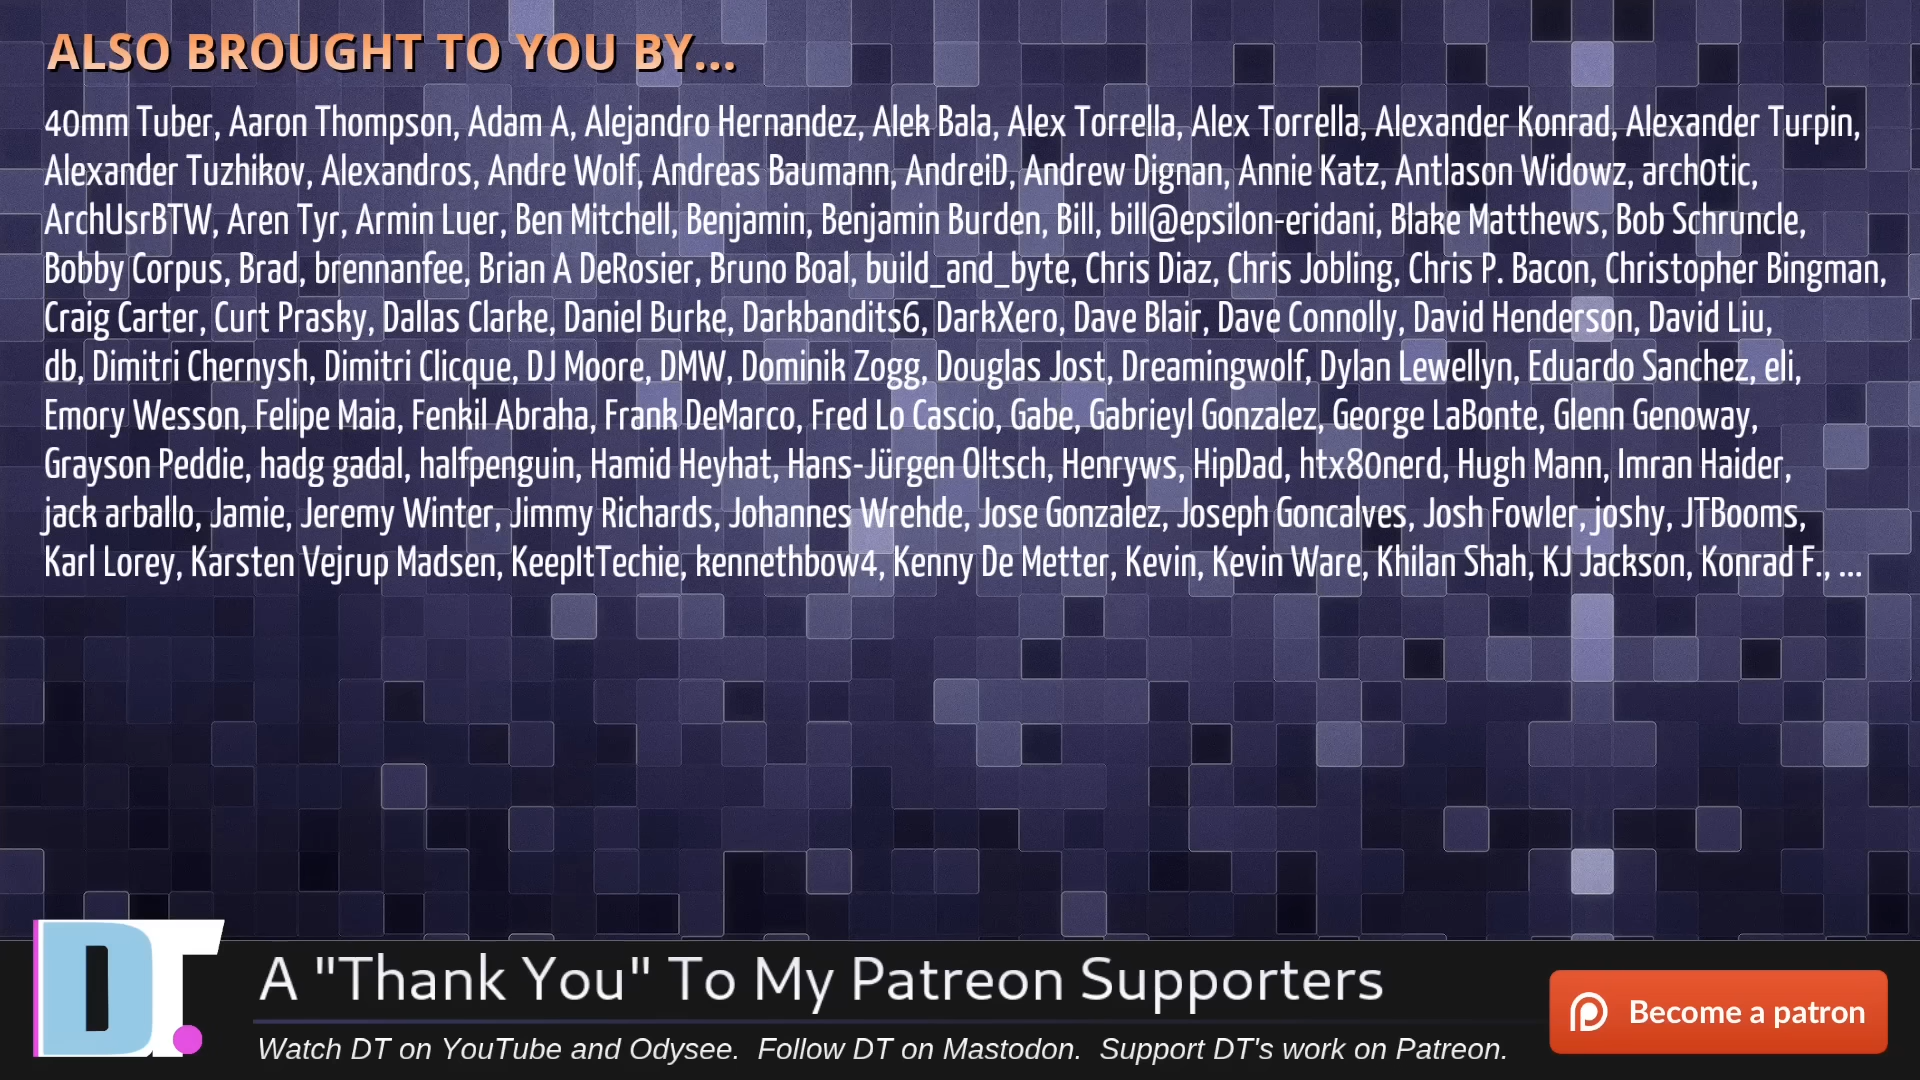 ALSO BROUGHT TO YOU BY...
40mm Tuber, Aaron Thompson, Adam A, Alejandro Hernandez, Alek Bala, Alex Torrella, Alex Torrella, Alexander Konrad, Alexander Turpin,
Alexander Tuzhikov, Alexandros, Andre Wolf, Andreas Baumann, AndreiD, Andrew Dignan, Annie Katz, Antlason Widowz, arch0tic,
ArchUsrBTW, Aren Tyr, Armin Luer, Ben Mitchell, Benjamin, Benjamin Burden, Bill, bill@epsilon-eridani, Blake Matthews, Bob Schruncle,
Bobby Corpus, Brad, brennanfee, Brian A DeRosier, Bruno Boal, build_and_byte, Chris Diaz, Chris Jobling, Chris P. Bacon, Christopher Bingman,
Craig Carter, Curt Prasky, Dallas Clarke, Daniel Burke, Darkbandits6, DarkXero, Dave Blair, Dave Connolly, David Henderson, David Liu,
db, Dimitri Chernysh, Dimitri Clicque, DJ Moore, DMW, Dominik Zogg, Douglas Jost, Dreamingwolf, Dylan Lewellyn, Eduardo Sanchez, eli,
Emory Wesson, Felipe Maia, Fenkil Abraha, Frank DeMarco, Fred Lo Cascio, Gabe, Gabrieyl Gonzalez, George LaBonte, Glenn Genoway,
Grayson Peddie, hadg gadal, halfpenguin, Hamid Heyhat, Hans-Jürgen Oltsch, Henryws, HipDad, htx80nerd, Hugh Mann, Imran Haider,
jack arballo, Jamie, Jeremy Winter, Jimmy Richards, Johannes Wrehde, Jose Gonzalez, Joseph Goncalves, Josh Fowler, joshy, JTBooms,
Karl Lorey, Karsten Vejrup Madsen, KeepItTechie, kennethbow4, Kenny De Metter, Kevin, Kevin Ware, Khilan Shah, KJ Jackson, Konrad F., ...
DT.
A "Thank You" To My Patreon Supporters
Become a patron
Watch DT on YouTube and Odysee. Follow DT on Mastodon. Support DT's work on Patreon.